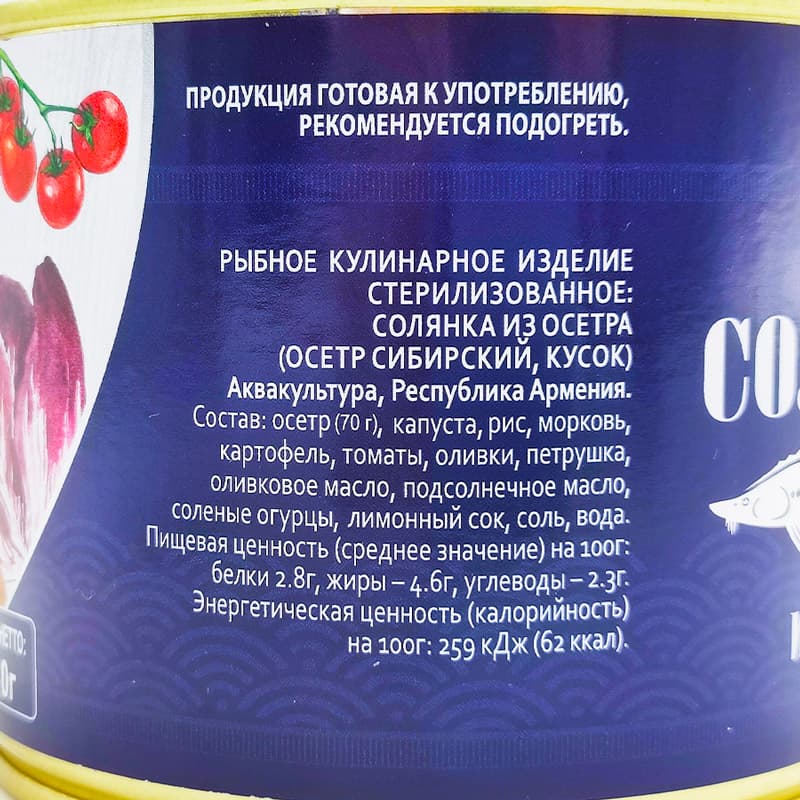 ПРОДУКЦИЯ ГОТОВАЯ К УПОТРЕБЛЕНИЮ,
РЕКОМЕНДУЕТСЯ ПОДОГРЕТЬ.
РЫБНОЕ КУЛИНАРНОЕ ИЗДЕЛИЕ
СТЕРИЛИЗОВАННОЕ:
СОЛЯНКА ИЗ ОСЕТРА
(ОСЕТР СИБИРСКИЙ, КУСОК)
Аквакультура, Республика Армения.
Состав: осетр (70 г), капуста, рис, морковь,
картофель, томаты, оливки, петрушка,
оливковое масло, подсолнечное масло,
соленые огурцы, лимонный сок, соль, вода.
Пищевая ценность (среднее значение) на 100г:
белки 2.8г, жиры – 4.6г, углеводы – 2.3г.
Энергетическая ценность (калорийность)
на 100г: 259 кДж (62 ккал).